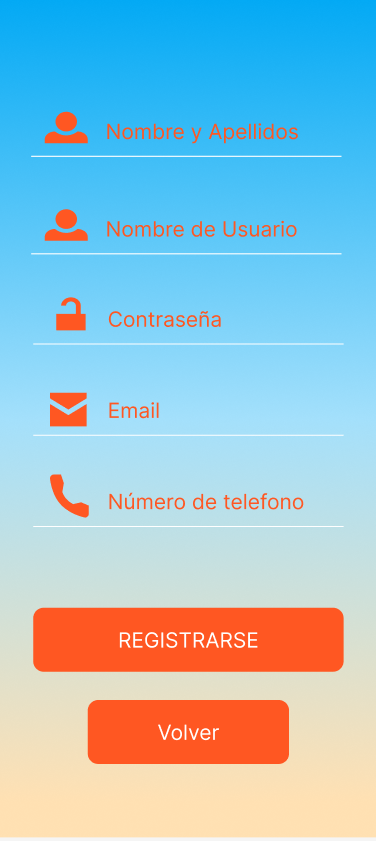 Nombre y Apellidos
Nombre de Usuario
Contraseña
Email
Número de telefono
REGISTRARSE
Volver